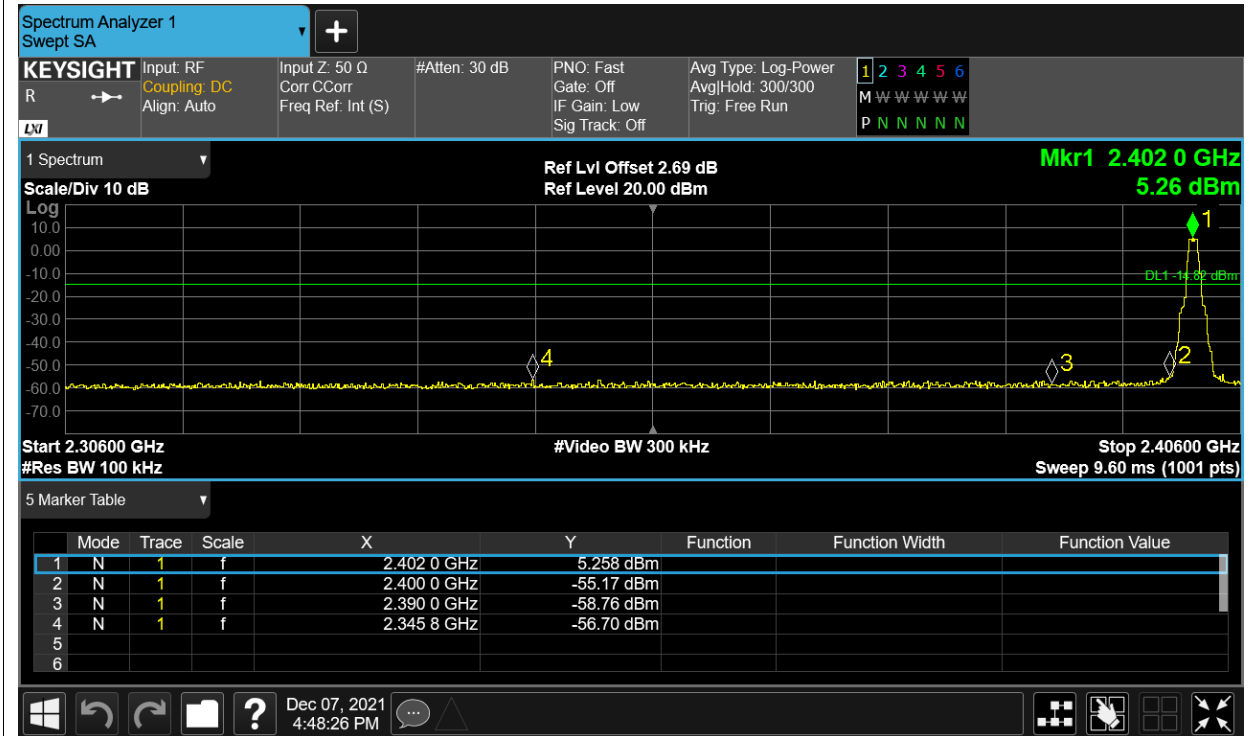 Spectrum Analyzer 1
Swept SA
KEYSIGHT
R
LXI
Input: RF
Coupling: DC
Align: Auto
Input Z: 50 Ω
Corr CCorr
Freq Ref: Int (S)
#Atten: 30 dB
PNO: Fast
Gate: Off
IF Gain: Low
Sig Track: Off
Avg Type: Log-Power
Avg|Hold: 300/300
Trig: Free Run
1 2 3 4 5 6
M W W W W W
P N N N N N
1 Spectrum
Scale/Div 10 dB
Ref Lvl Offset 2.69 dB
Ref Level 20.00 dBm
Mkr1 2.402 0 GHz
5.26 dBm
Log
10.0
0.00
-10.0
-20.0
-30.0
-40.0
-50.0
-60.0
-70.0
1
DL1 -14.82 dBm
4
3
2
Start 2.30600 GHz
#Video BW 300 kHz
Stop 2.40600 GHz
#Res BW 100 kHz
Sweep 9.60 ms (1001 pts)
5 Marker Table
Mode Trace Scale X Y Function Function Width Function Value
1 N 1 f 2.402 0 GHz 5.258 dBm
2 N 1 f 2.400 0 GHz -55.17 dBm
3 N 1 f 2.390 0 GHz -58.76 dBm
4 N 1 f 2.345 8 GHz -56.70 dBm
5
6
?
Dec 07, 2021
4:48:26 PM